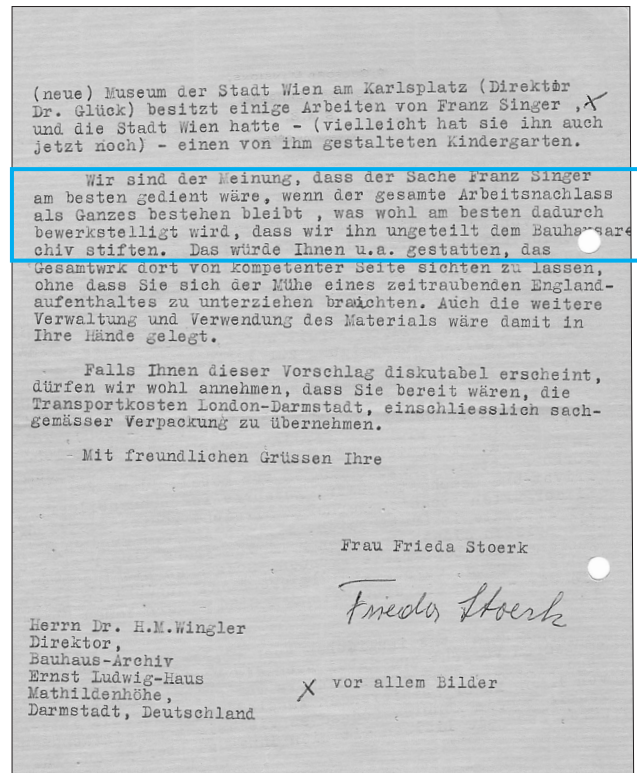 (neue) Museum der Stadt Wien am Karlsplatz (Direktor
Dr. Glück) besitzt einige Arbeiten von Franz Singer ,X
und die Stadt Wien hatte - (vielleicht hat sie ihn auch
jetzt noch) - einen von ihm gestalteten Kindergarten.
Wir sind der Meinung, dass der Sache Franz Singer
am besten gedient wäre, wenn der gesamte Arbeitsnachlass
als Ganzes bestehen bleibt , was wohl am besten dadurch
bewerkstelligt wird, dass wir ihn ungeteilt dem Bauhausar-
chiv stiften. Das würde Ihnen u.a. gestatten, das
Gesamtwrk dort von kompetenter Seite sichten zu lassen,
ohne dass Sie sich der Mühe eines zeitraubenden England-
aufenthaltes zu unterziehen brauchten. Auch die weitere
Verwaltung und Verwendung des Materials wäre damit in
Ihre Hände gelegt.
Falls Ihnen dieser Vorschlag diskutabel erscheint,
dürfen wir wohl annehmen, dass Sie bereit wären, die
Transportkosten London-Darmstadt, einschliesslich sach-
gemässer Verpackung zu übernehmen.
Mit freundlichen Grüssen Ihre
Frau Frieda Stoerk
Frieda Stoerk
Herrn Dr. H.M.Wingler
Direktor,
Bauhaus-Archiv
Ernst Ludwig-Haus
Mathildenhöhe,
Darmstadt, Deutschland
X vor allem Bilder